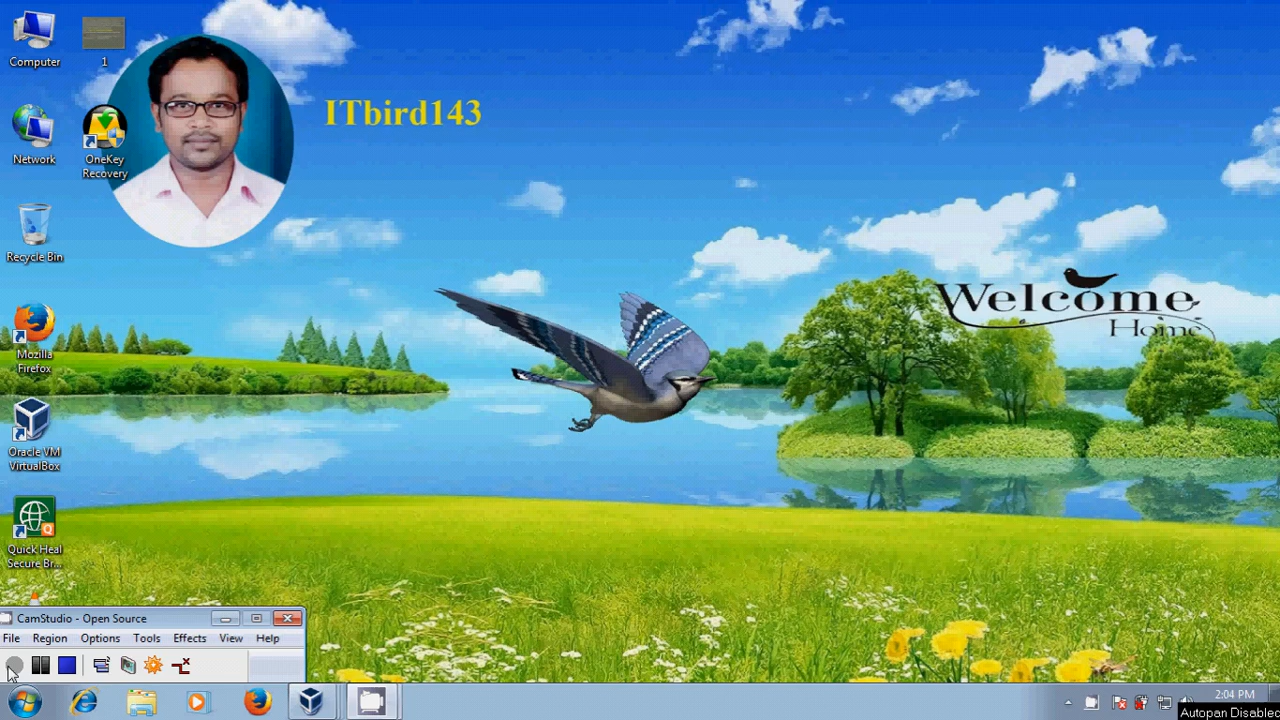 Computer
1
ITbird143
Network
OneKey
Recovery
Recycle Bin
Welcome
Home
Mozilla
Firefox
Oracle VM
VirtualBox
Quick Heal
Secure Br...
CamStudio - Open Source
File Region Options Tools Effects View Help
2:04 PM
Autopan Disabled